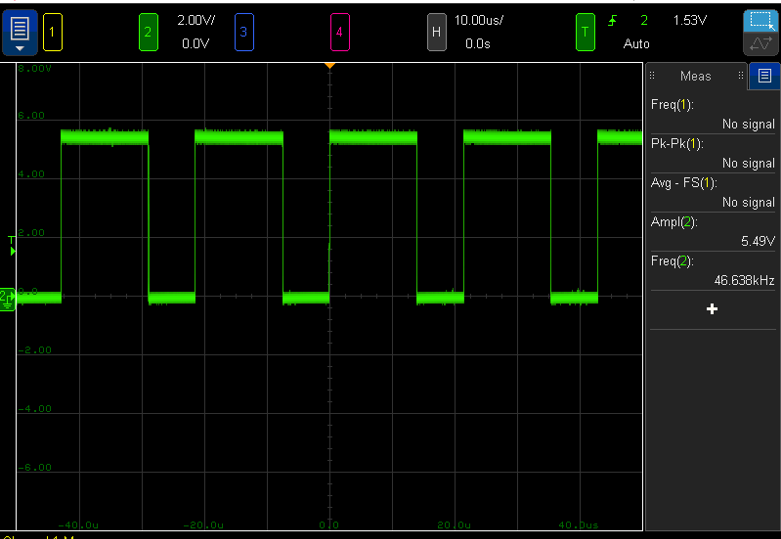 1
2
2.00V/
0.0V
3
4
H
10.00us/
0.0s
T
2
1.53V
Auto
Meas
Freq(1):
No signal
Pk-Pk(1):
No signal
Avg - FS(1):
No signal
Ampl(2):
5.49V
Freq(2):
46.638kHz
8.00V
6.00
4.00
T
2.00
2
0.0
-2.00
-4.00
-6.00
-40.0u
-20.0u
0.0
20.0u
40.0us